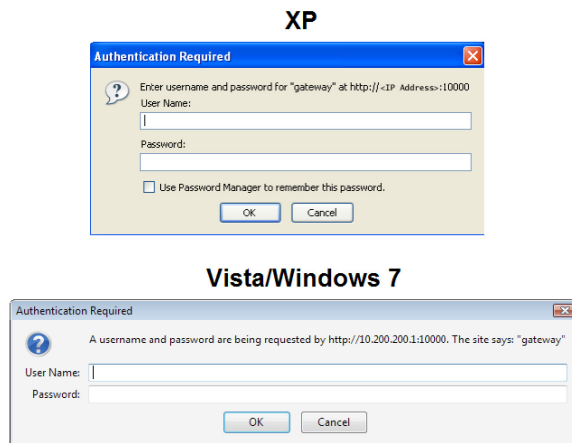 XP
Authentication Required
Enter username and password for "gateway" at http://<IP Address>:10000
User Name:
Password:
Use Password Manager to remember this password.
OK Cancel
Vista/Windows 7
Authentication Required
A username and password are being requested by http://10.200.200.1:10000. The site says: "gateway"
User Name:
Password:
OK Cancel